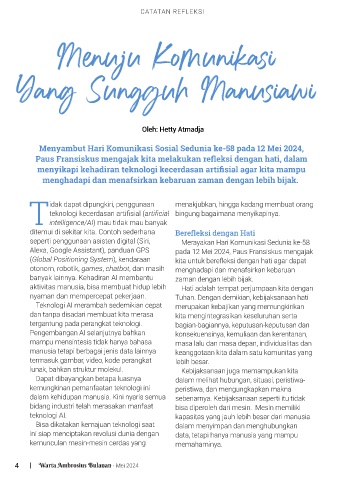 CATATAN REFLEKSI
Menuju Komunikasi
Yang Sungguh Manusiawi
Oleh: Hetty Atmadja
Menyambut Hari Komunikasi Sosial Sedunia ke-58 pada 12 Mei 2024,
Paus Fransiskus mengajak kita melakukan refleksi dengan hati, dalam
menyikapi kehadiran teknologi kecerdasan artifisial agar kita mampu
menghadapi dan menafsirkan kebaruan zaman dengan lebih bijak.
Tidak dapat dipungkiri, penggunaan
teknologi kecerdasan artifisial (artificial
intelligence/AI) mau tidak mau banyak
ditemui di sekitar kita. Contoh sederhana
seperti penggunaan asisten digital (Siri,
Alexa, Google Assistant), panduan GPS
(Global Positioning System), kendaraan
otonom, robotik, games, chatbot, dan masih
banyak lainnya. Kehadiran AI membantu
aktivitas manusia, bisa membuat hidup lebih
nyaman dan mempercepat pekerjaan.
Teknologi AI merambah sedemikian cepat
dan tanpa disadari membuat kita merasa
tergantung pada perangkat teknologi.
Pengembangan AI selanjutnya bahkan
mampu mensintesis tidak hanya bahasa
manusia tetapi berbagai jenis data lainnya
termasuk gambar, video, kode perangkat
lunak, bahkan struktur molekul.
Dapat dibayangkan betapa luasnya
kemungkinan pemanfaatan teknologi ini
dalam kehidupan manusia. Kini nyaris semua
bidang industri telah merasakan manfaat
teknologi AI.
Bisa dikatakan kemajuan teknologi saat
ini siap menciptakan revolusi dunia dengan
kemunculan mesin-mesin cerdas yang
menakjubkan, hingga kadang membuat orang
bingung bagaimana menyikapinya.
Berefleksi dengan Hati
Merayakan Hari Komunikasi Sedunia ke-58
pada 12 Mei 2024, Paus Fransiskus mengajak
kita untuk berefleksi dengan hati agar dapat
menghadapi dan menafsirkan kebaruan
zaman dengan lebih bijak.
Hati adalah tempat perjumpaan kita dengan
Tuhan. Dengan demikian, kebijaksanaan hati
merupakan kebajikan yang memungkinkan
kita mengintegrasikan keseluruhan serta
bagian-bagiannya, keputusan-keputusan dan
konsekuensinya, kemuliaan dan kerentanan,
masa lalu dan masa depan, individualitas dan
keanggotaan kita dalam satu komunitas yang
lebih besar.
Kebijaksanaan juga memampukan kita
dalam melihat hubungan, situasi, peristiwa-
peristiwa, dan mengungkapkan makna
sebenarnya. Kebijaksanaan seperti itu tidak
bisa diperoleh dari mesin. Mesin memiliki
kapasitas yang jauh lebih besar dari manusia
dalam menyimpan dan menghubungkan
data, tetapi hanya manusia yang mampu
memahaminya.
4 | Warta Ambrosius Bulanan - Mei 2024